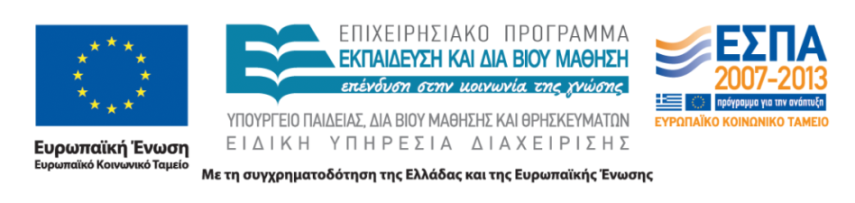 Ευρωπαϊκή Ένωση
Ευρωπαϊκό Κοινωνικό Ταμείο
ΕΠΙΧΕΙΡΗΣΙΑΚΟ ΠΡΟΓΡΑΜΜΑ
ΕΚΠΑΙΔΕΥΣΗ ΚΑΙ ΔΙΑ ΒΙΟΥ ΜΑΘΗΣΗ
επένδυση στην κοινωνία της γνώσης
ΥΠΟΥΡΓΕΙΟ ΠΑΙΔΕΙΑΣ, ΔΙΑ ΒΙΟΥ ΜΑΘΗΣΗΣ ΚΑΙ ΘΡΗΣΚΕΥΜΑΤΩΝ
ΕΙΔΙΚΗ ΥΠΗΡΕΣΙΑ ΔΙΑΧΕΙΡΙΣΗΣ
ΕΣΠΑ
2007-2013
πρόγραμμα για την ανάπτυξη
ΕΥΡΩΠΑΪΚΟ ΚΟΙΝΩΝΙΚΟ ΤΑΜΕΙΟ
Με τη συγχρηματοδότηση της Ελλάδας και της Ευρωπαϊκής Ένωσης